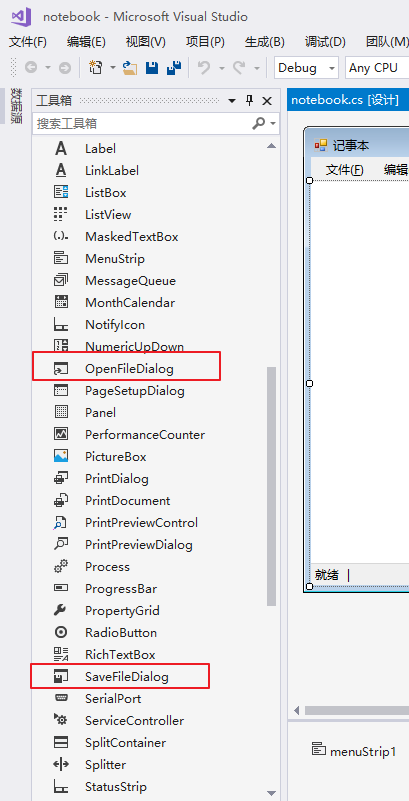 notebook - Microsoft Visual Studio
文件(F) 编辑(E) 视图(V) 项目(P) 生成(B) 调试(D) 团队(M)
Debug Any CPU
数据源
工具箱
搜索工具箱
Label
LinkLabel
ListBox
ListView
MaskedTextBox
MenuStrip
MessageQueue
MonthCalendar
NotifyIcon
NumericUpDown
OpenFileDialog
PageSetupDialog
Panel
PerformanceCounter
PictureBox
PrintDialog
PrintDocument
PrintPreviewControl
PrintPreviewDialog
Process
ProgressBar
PropertyGrid
RadioButton
RichTextBox
SaveFileDialog
SerialPort
ServiceController
SplitContainer
Splitter
StatusStrip
notebook.cs [设计]
记事本
文件(F) 编辑
就绪 |
menuStrip1